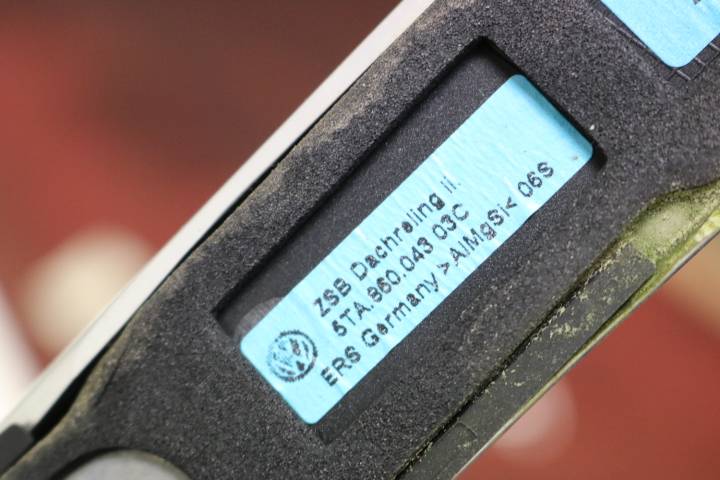 ZSB Dachreling li.
5TA.860.043 03C
ERS Germany >AlMgSi< 06S